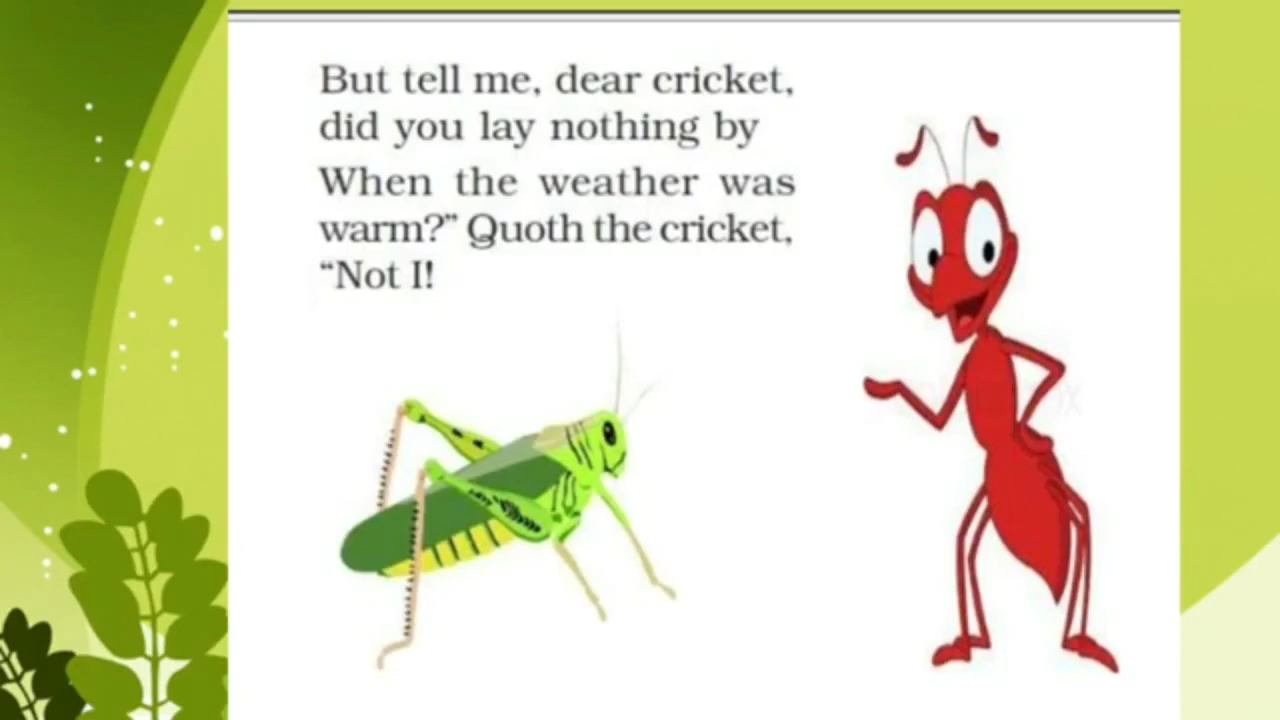 But tell me, dear cricket,
did you lay nothing by
When the weather was
warm?” Quoth the cricket,
“Not I!